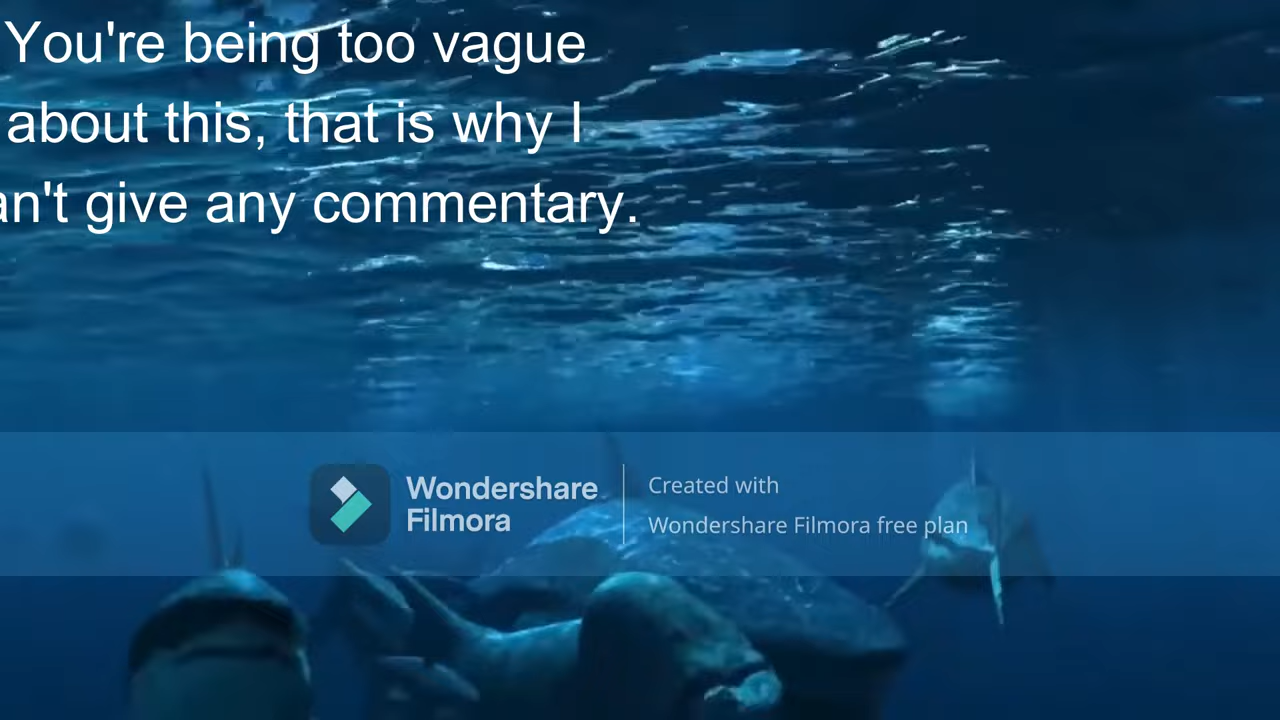 You're being too vague
about this, that is why I
an't give any commentary.
Wondershare
Filmora
Created with
Wondershare Filmora free plan